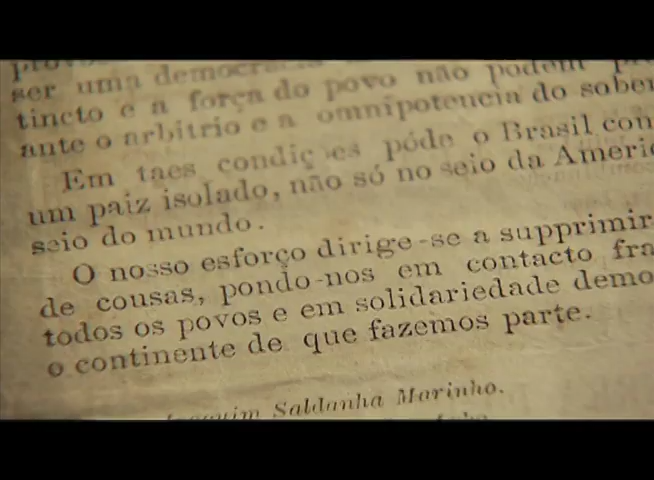 ser uma democracia
tincto e a força do povo não podem
ante o arbitrio e a omnipotencia do sober
Em taes condições póde o Brasil con
um paiz isolado, não só no seio da Ameri
seio do mundo.
O nosso esforço dirige-se a supprimir
de cousas, pondo-nos em contacto fra
todos os povos e em solidariedade demo
o continente de que fazemos parte.
Joaquim Saldanha Marinho.